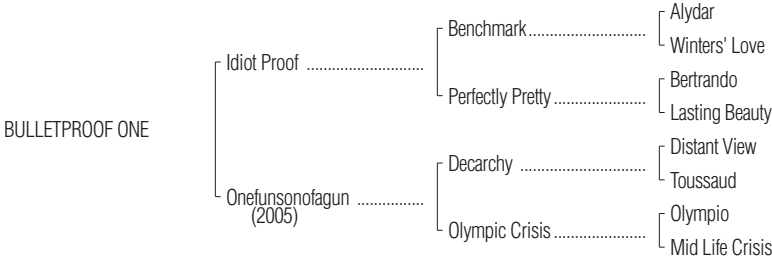 Alydar
Benchmark..............................
Winters' Love
Idiot Proof ..............................
Bertrando
Perfectly Pretty........................
Lasting Beauty
BULLETPROOF ONE
Distant View
Decarchy ................................
Toussaud
Onefunsonofagun ..................
(2005)
Olympio
Olympic Crisis........................
Mid Life Crisis